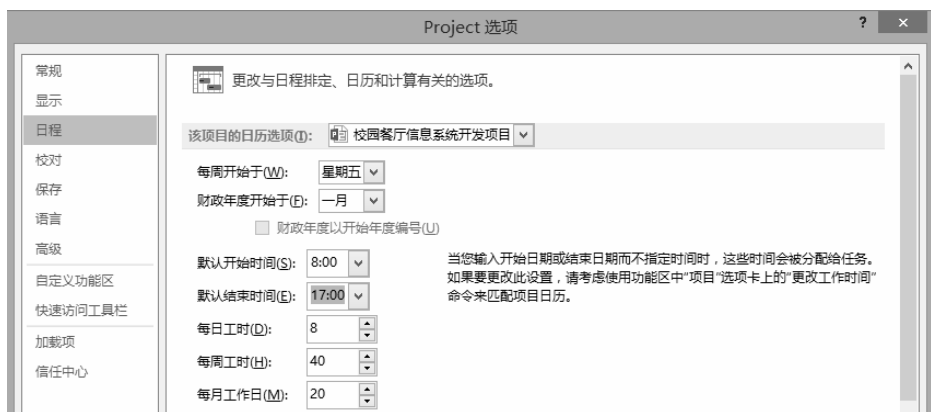 Project 选项
?
×
常规
显示
日程
校对
保存
语言
高级
自定义功能区
快速访问工具栏
加载项
信任中心
更改与日程排定、日历和计算有关的选项。
该项目的日历选项(I): 校园餐厅信息系统开发项目
每周开始于(W): 星期五
财政年度开始于(F): 一月
财政年度以开始年度编号(U)
默认开始时间(S): 8:00
默认结束时间(E): 17:00
当您输入开始日期或结束日期而不指定时间时，这些时间会被分配给任务。
如果要更改此设置，请考虑使用功能区中"项目"选项卡上的"更改工作时间"
命令来匹配项目日历。
每日工时(D): 8
每周工时(H): 40
每月工作日(M): 20